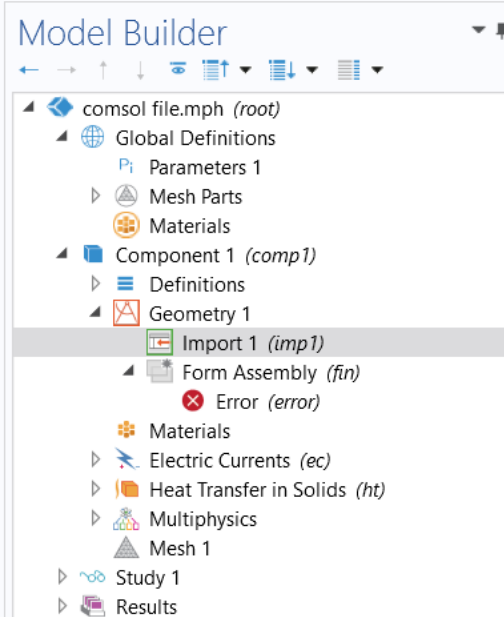 Model Builder
comsol file.mph (root)
Global Definitions
Pi Parameters 1
Mesh Parts
Materials
Component 1 (comp1)
Definitions
Geometry 1
Import 1 (imp1)
Form Assembly (fin)
Error (error)
Materials
Electric Currents (ec)
Heat Transfer in Solids (ht)
Multiphysics
Mesh 1
Study 1
Results